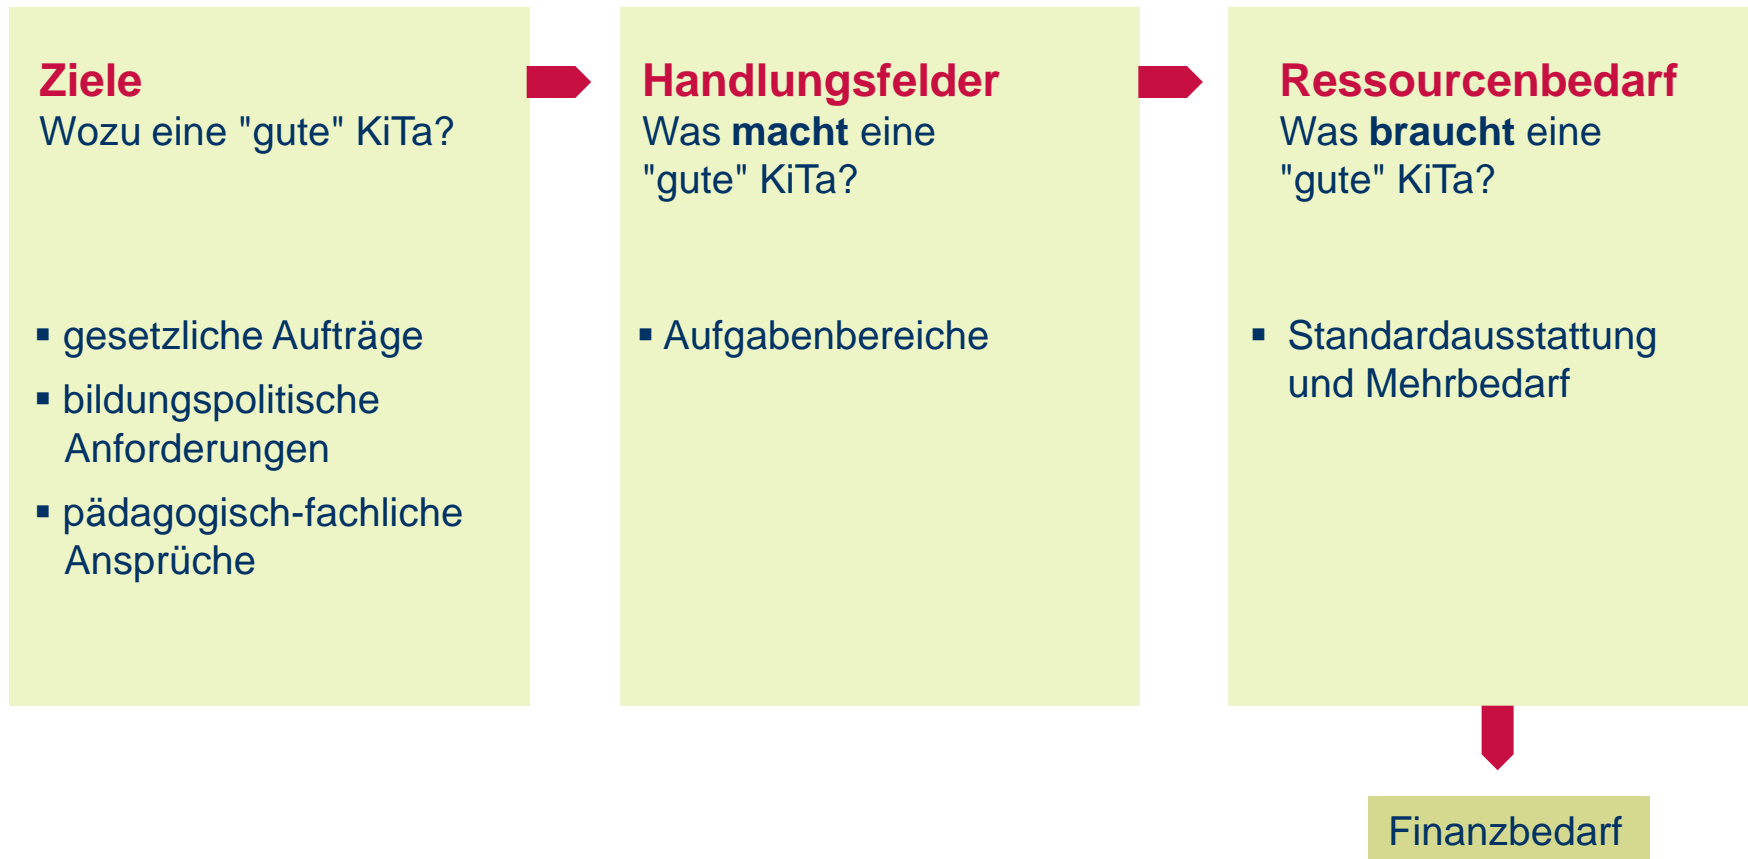 Ziele
Wozu eine "gute" KiTa?
▪ gesetzliche Aufträge
▪ bildungspolitische
Anforderungen
▪ pädagogisch-fachliche
Ansprüche
Handlungsfelder
Was macht eine
"gute" KiTa?
▪ Aufgabenbereiche
Ressourcenbedarf
Was braucht eine
"gute" KiTa?
▪ Standardausstattung
und Mehrbedarf
Finanzbedarf